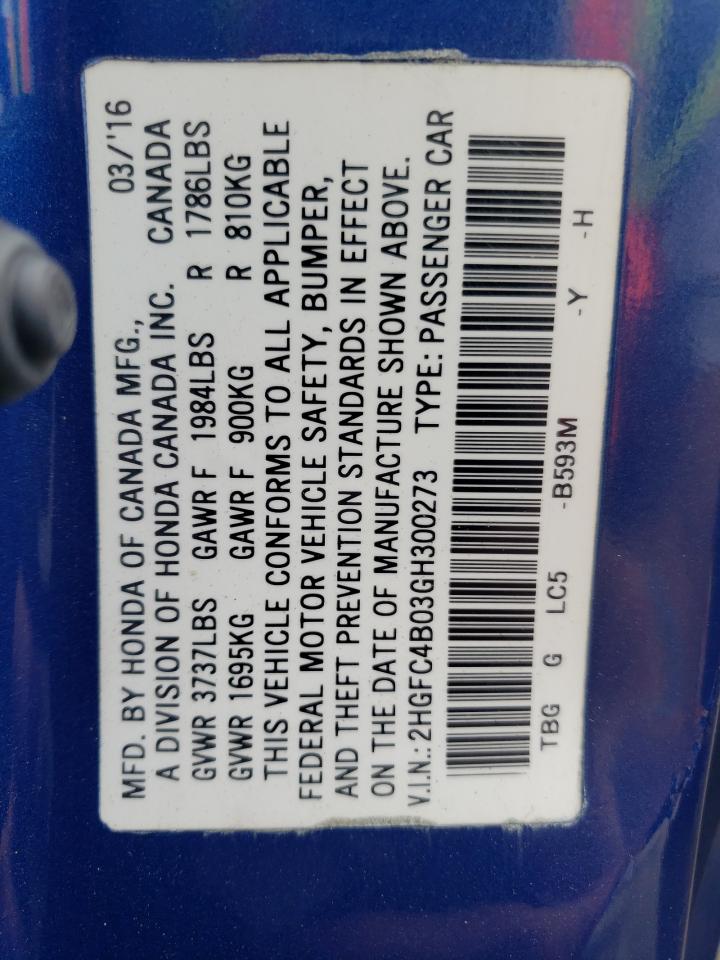 MFD. BY HONDA OF CANADA MFG., 03/'16
A DIVISION OF HONDA CANADA INC. CANADA
GVWR 3737LBS GAWR F 1984LBS R 1786LBS
GVWR 1695KG GAWR F 900KG R 810KG
THIS VEHICLE CONFORMS TO ALL APPLICABLE
FEDERAL MOTOR VEHICLE SAFETY, BUMPER,
AND THEFT PREVENTION STANDARDS IN EFFECT
ON THE DATE OF MANUFACTURE SHOWN ABOVE.
V.I.N.: 2HGFC4B03GH300273 TYPE: PASSENGER CAR
TBG G LC5 -B593M -Y -H